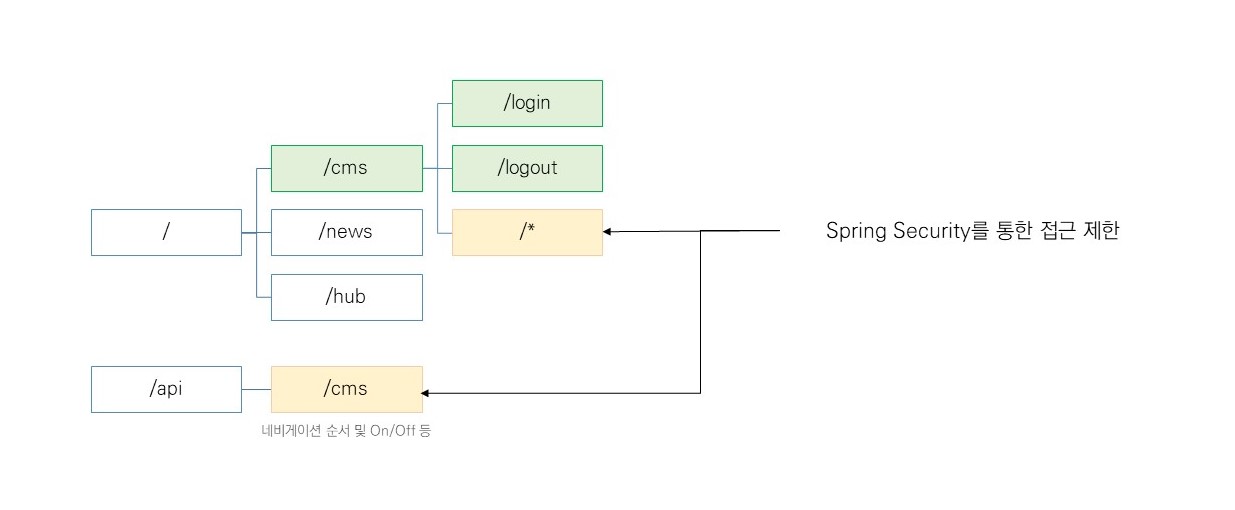 /login
/cms
/logout
/
/news
/*
Spring Security를 통한 접근 제한
/hub
/api
/cms
네비게이션 순서 및 On/Off 등